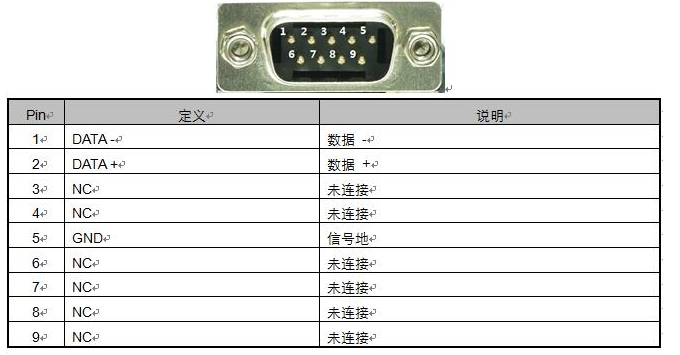 1 2 3 4 5
6 7 8 9
Pin 定义 说明
1 DATA - 数据 -
2 DATA + 数据 +
3 NC 未连接
4 NC 未连接
5 GND 信号地
6 NC 未连接
7 NC 未连接
8 NC 未连接
9 NC 未连接